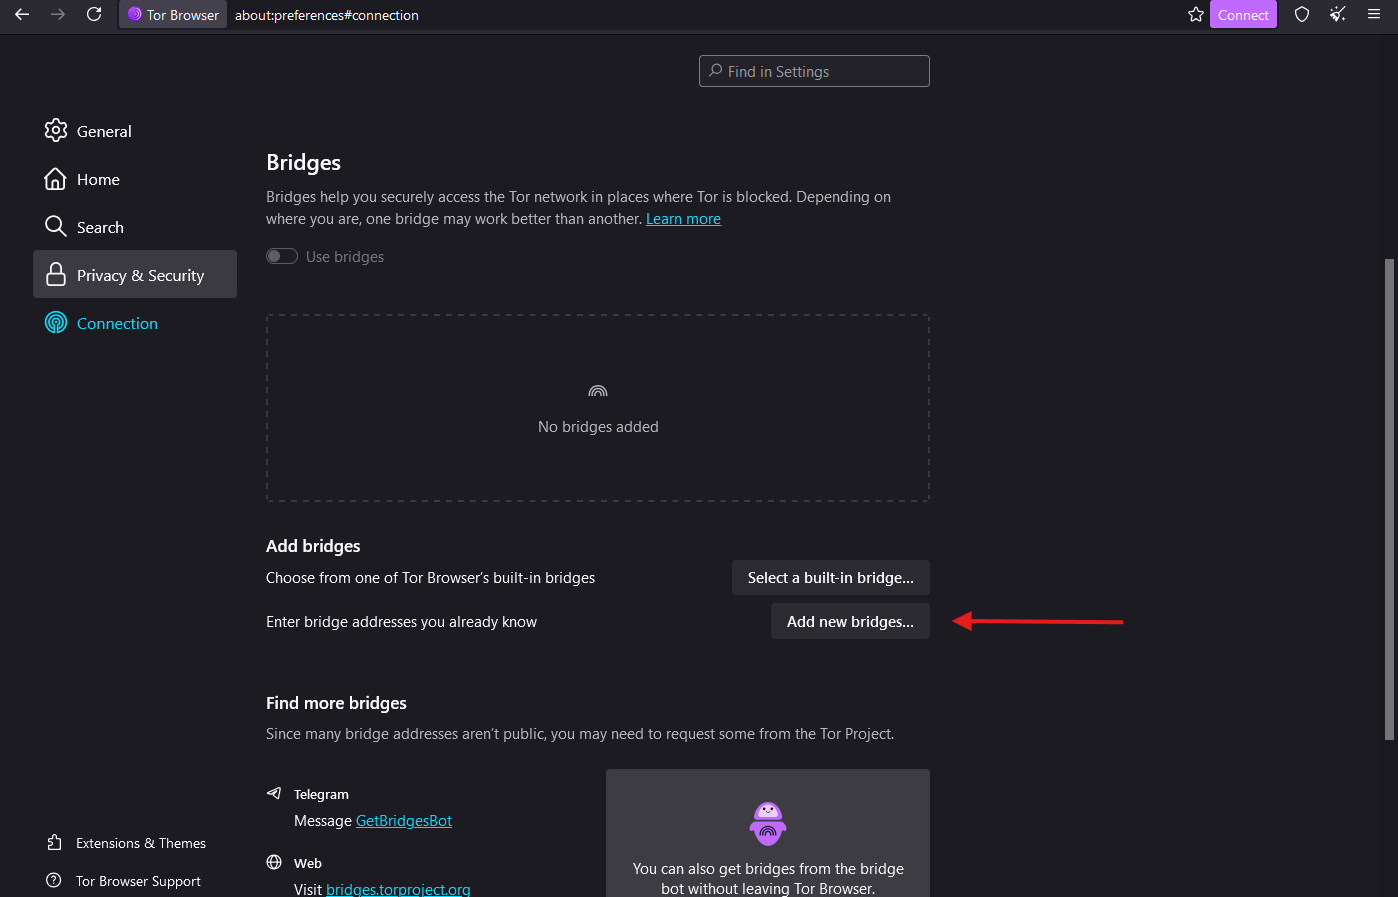 Tor Browser
about:preferences#connection
Connect
Find in Settings
General
Home
Search
Privacy & Security
Connection
Extensions & Themes
Tor Browser Support
Bridges
Bridges help you securely access the Tor network in places where Tor is blocked. Depending on
where you are, one bridge may work better than another. Learn more
Use bridges
No bridges added
Add bridges
Choose from one of Tor Browser’s built-in bridges
Select a built-in bridge…
Enter bridge addresses you already know
Add new bridges…
Find more bridges
Since many bridge addresses aren’t public, you may need to request some from the Tor Project.
Telegram
Message GetBridgesBot
Web
Visit bridges.torproject.org
You can also get bridges from the bridge
bot without leaving Tor Browser.